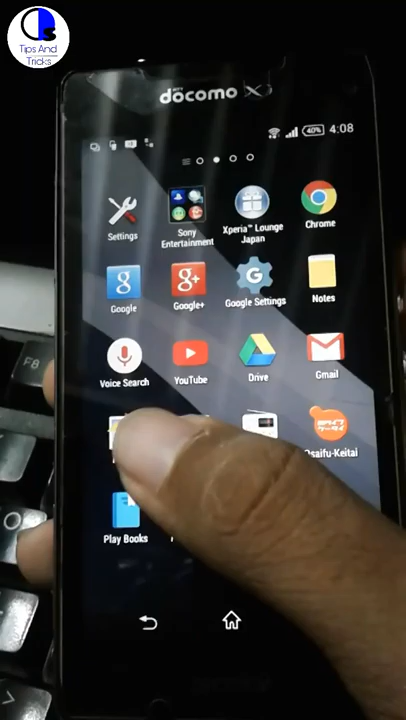 Tips And
Tricks
docomo
40% 4:08
Settings
Sony
Entertainment
Xperia™ Lounge
Japan
Chrome
Google
Google+
Google Settings
Notes
Voice Search
YouTube
Drive
Gmail
Osaifu-Keitai
Play Books
F8